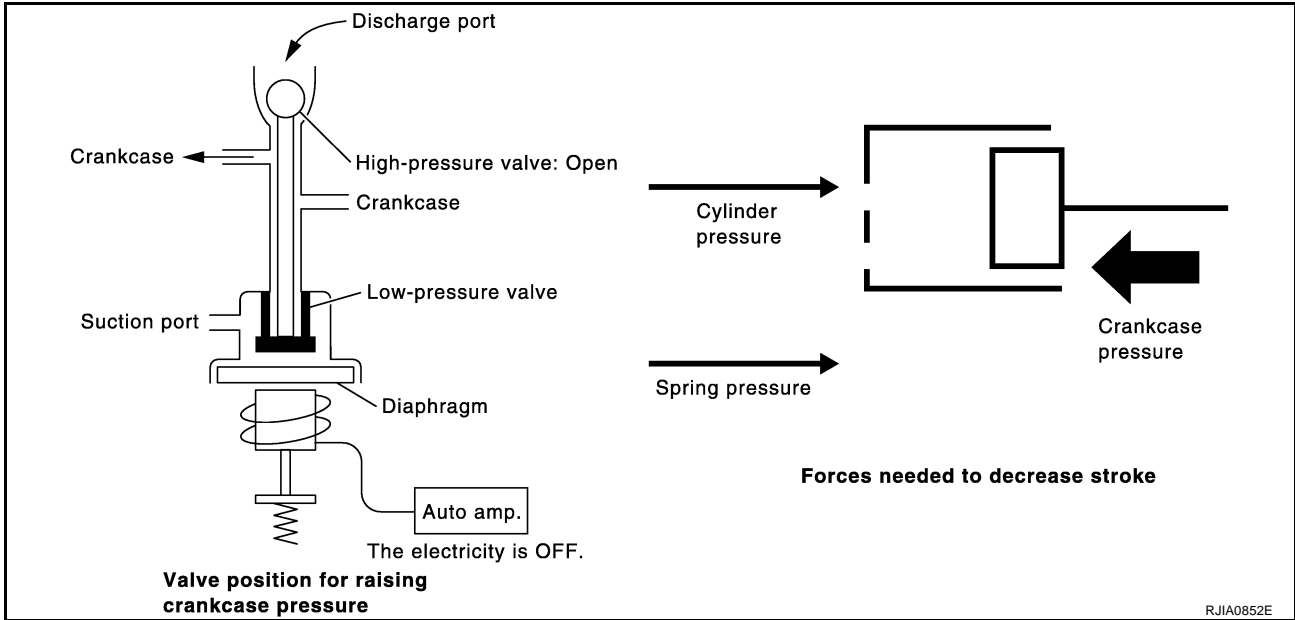 Discharge port
Crankcase
High-pressure valve: Open
Crankcase
Low-pressure valve
Suction port
Diaphragm
Auto amp.
The electricity is OFF.
Valve position for raising
crankcase pressure
Cylinder
pressure
Crankcase
pressure
Spring pressure
Forces needed to decrease stroke
RJIA0852E